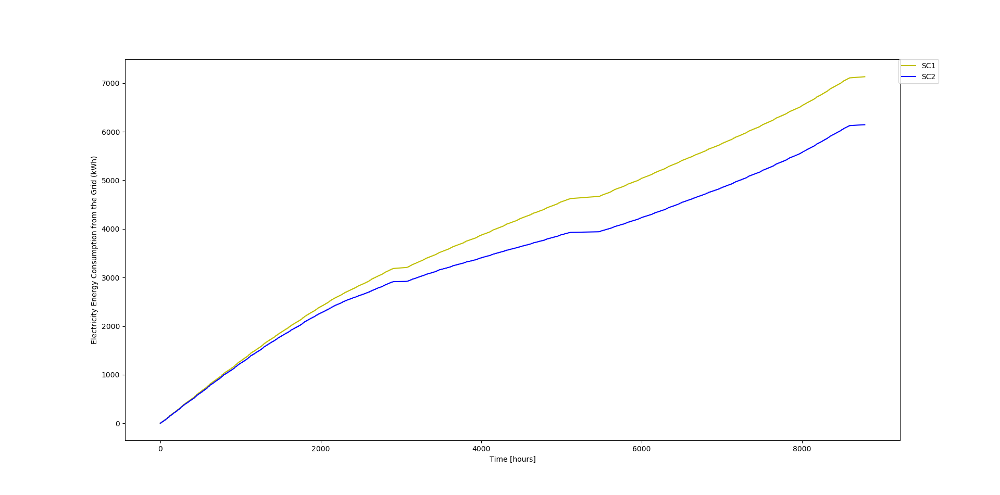 SC1
SC2
7000
6000
5000
4000
3000
2000
1000
0
Electricity Energy Consumption from the Grid (kWh)
0 2000 4000 6000 8000
Time [hours]